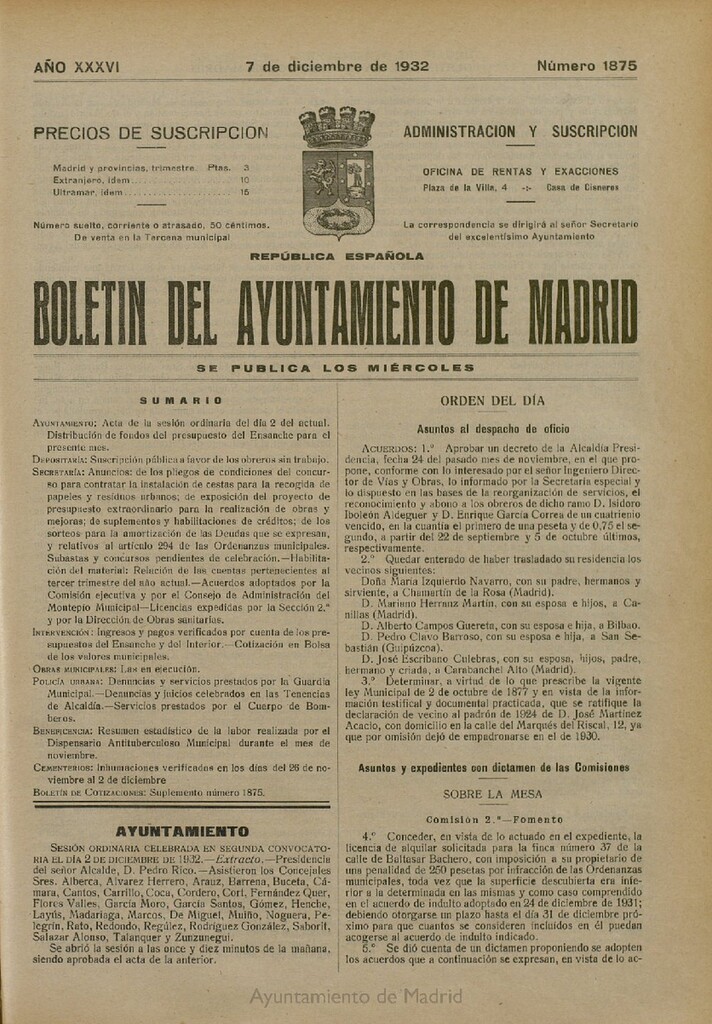 AÑO XXXVI
7 de diciembre de 1932
Número 1875
PRECIOS DE SUSCRIPCION
Madrid y provincias, trimestre. Ptas. 3
Extranjero, ídem.................. 10
Ultramar, ídem.................... 15
Número suelto, corriente o atrasado, 50 céntimos.
De venta en la Tercena municipal
ADMINISTRACION Y SUSCRIPCION
OFICINA DE RENTAS Y EXACCIONES
Plaza de la Villa, 4 -:- Casa de Cisneros
La correspondencia se dirigirá al señor Secretario
del excelentísimo Ayuntamiento
REPÚBLICA ESPAÑOLA
BOLETIN DEL AYUNTAMIENTO DE MADRID
SE PUBLICA LOS MIÉRCOLES
SUMARIO
AYUNTAMIENTO: Acta de la sesión ordinaria del día 2 del actual.
Distribución de fondos del presupuesto del Ensanche para el
presente mes.
DEPOSITARÍA: Suscripción pública a favor de los obreros sin trabajo.
SECRETARÍA: Anuncios: de los pliegos de condiciones del concur-
so para contratar la instalación de cestas para la recogida de
papeles y residuos urbanos; de exposición del proyecto de
presupuesto extraordinario para la realización de obras y
mejoras; de suplementos y habilitaciones de créditos; de los
sorteos para la amortización de las Deudas que se expresan,
y relativos al artículo 294 de las Ordenanzas municipales.
Subastas y concursos pendientes de celebración.—Habilita-
ción del material: Relación de las cuentas pertenecientes al
tercer trimestre del año actual.—Acuerdos adoptados por la
Comisión ejecutiva y por el Consejo de Administración del
Montepío Municipal—Licencias expedidas por la Sección 2.ª
y por la Dirección de Obras sanitarias.
INTERVENCIÓN: Ingresos y pagos verificados por cuenta de los pre-
supuestos del Ensanche y del Interior.—Cotización en Bolsa
de los valores municipales.
OBRAS MUNICIPALES: Las en ejecución.
POLICÍA URBANA: Denuncias y servicios prestados por la Guardia
Municipal.—Denuncias y juicios celebrados en las Tenencias
de Alcaldía.—Servicios prestados por el Cuerpo de Bom-
beros.
BENEFICENCIA: Resumen estadístico de la labor realizada por el
Dispensario Antituberculoso Municipal durante el mes de
noviembre.
CEMENTERIOS: Inhumaciones verificadas en los días del 26 de no-
viembre al 2 de diciembre
BOLETÍN DE COTIZACIONES: Suplemento número 1875.
AYUNTAMIENTO
SESIÓN ORDINARIA CELEBRADA EN SEGUNDA CONVOCATO-
RIA EL DÍA 2 DE DICIEMBRE DE 1932.—Extracto.—Presidencia
del señor Alcalde, D. Pedro Rico.—Asistieron los Concejales
Sres. Alberca, Alvarez Herrero, Arauz, Barrena, Buceta, Cá-
mara, Cantos, Carrillo, Coca, Cordero, Cort, Fernández Quer,
Flores Valles, García Moro, García Santos, Gómez, Henche,
Layús, Madariaga, Marcos, De Miguel, Muiño, Noguera, Pe-
legrín, Rato, Redondo, Regúlez, Rodríguez González, Saborit,
Salazar Alonso, Talanquer y Zunzunegui.
Se abrió la sesión a las once y diez minutos de la mañana,
siendo aprobada el acta de la anterior.
ORDEN DEL DÍA
Asuntos al despacho de oficio
ACUERDOS: 1.º Aprobar un decreto de la Alcaldía Presi-
dencia, fecha 24 del pasado mes de noviembre, en el que pro-
pone, conforme con lo interesado por el señor Ingeniero Direc-
tor de Vías y Obras, lo informado por la Secretaría especial y
lo dispuesto en las bases de la reorganización de servicios, el
reconocimiento y abono a los obreros de dicho ramo D. Isidoro
Iboleón Aldeguer y D. Enrique García Correa de un cuatrienio
vencido, en la cuantía el primero de una peseta y de 0,75 el se-
gundo, a partir del 22 de septiembre y 5 de octubre últimos,
respectivamente.
2.º Quedar enterado de haber trasladado su residencia los
vecinos siguientes:
Doña María Izquierdo Navarro, con su padre, hermanos y
sirviente, a Chamartín de la Rosa (Madrid).
D. Mariano Herranz Martín, con su esposa e hijos, a Ca-
nillas (Madrid).
D. Alberto Campos Guereta, con su esposa e hija, a Bilbao.
D. Pedro Clavo Barroso, con su esposa e hija, a San Se-
bastián (Guipúzcoa).
D. José Escribano Culebras, con su esposa, hijos, padre,
hermano y criada, a Carabanchel Alto (Madrid).
3.º Determinar, a virtud de lo que prescribe la vigente
ley Municipal de 2 de octubre de 1877 y en vista de la infor-
mación testifical y documental practicada, que se ratifique la
declaración de vecino al padrón de 1924 de D. José Martínez
Acacio, con domicilio en la calle del Marqués del Riscal, 12, ya
que por omisión dejó de empadronarse en el de 1930.
Asuntos y expedientes con dictamen de las Comisiones
SOBRE LA MESA
Comisión 2.ª—Fomento
4.º Conceder, en vista de lo actuado en el expediente, la
licencia de alquilar solicitada para la finca número 37 de la
calle de Baltasar Bachero, con imposición a su propietario de
una penalidad de 250 pesetas por infracción de las Ordenanzas
municipales, toda vez que la superficie descubierta era infe-
rior a la determinada en las mismas y como caso comprendido
en el acuerdo de indulto adoptado en 24 de diciembre de 1931;
debiendo otorgarse un plazo hasta el día 31 de diciembre pró-
ximo para que cuantos se consideren incluídos en él puedan
acogerse al acuerdo de indulto indicado.
5.º Se dió cuenta de un dictamen proponiendo se adopten
los acuerdos que a continuación se expresan, en vista de lo ac-
Ayuntamiento de Madrid